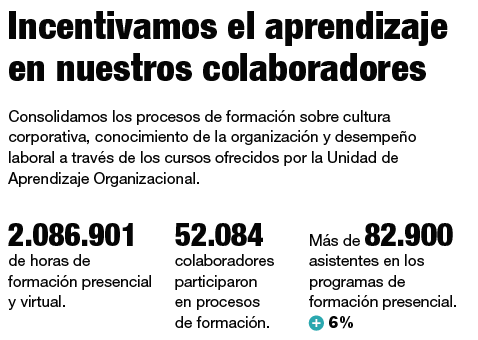 Incentivamos el aprendizaje
en nuestros colaboradores
Consolidamos los procesos de formación sobre cultura
corporativa, conocimiento de la organización y desempeño
laboral a través de los cursos ofrecidos por la Unidad de
Aprendizaje Organizacional.
2.086.901
de horas de
formación presencial
y virtual.
52.084
colaboradores
participaron
en procesos
de formación.
Más de 82.900
asistentes en los
programas de
formación presencial.
+ 6%